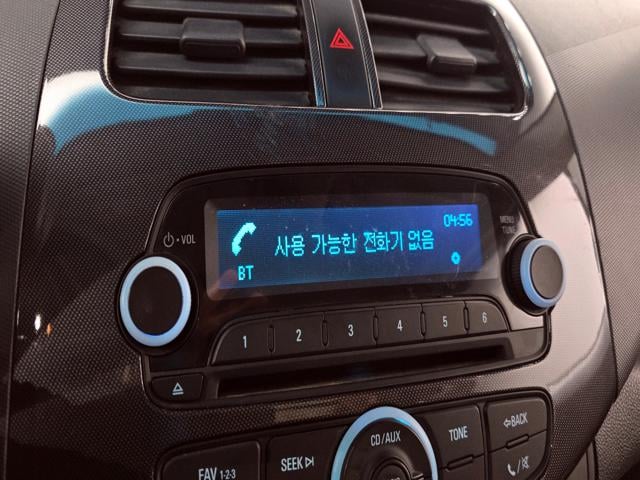 04:56
사용 가능한 전화기 없음
BT
VOL
MENU
TUNE
1 2 3 4 5 6
CD/AUX
TONE
BACK
FAV 1-2-3
SEEK